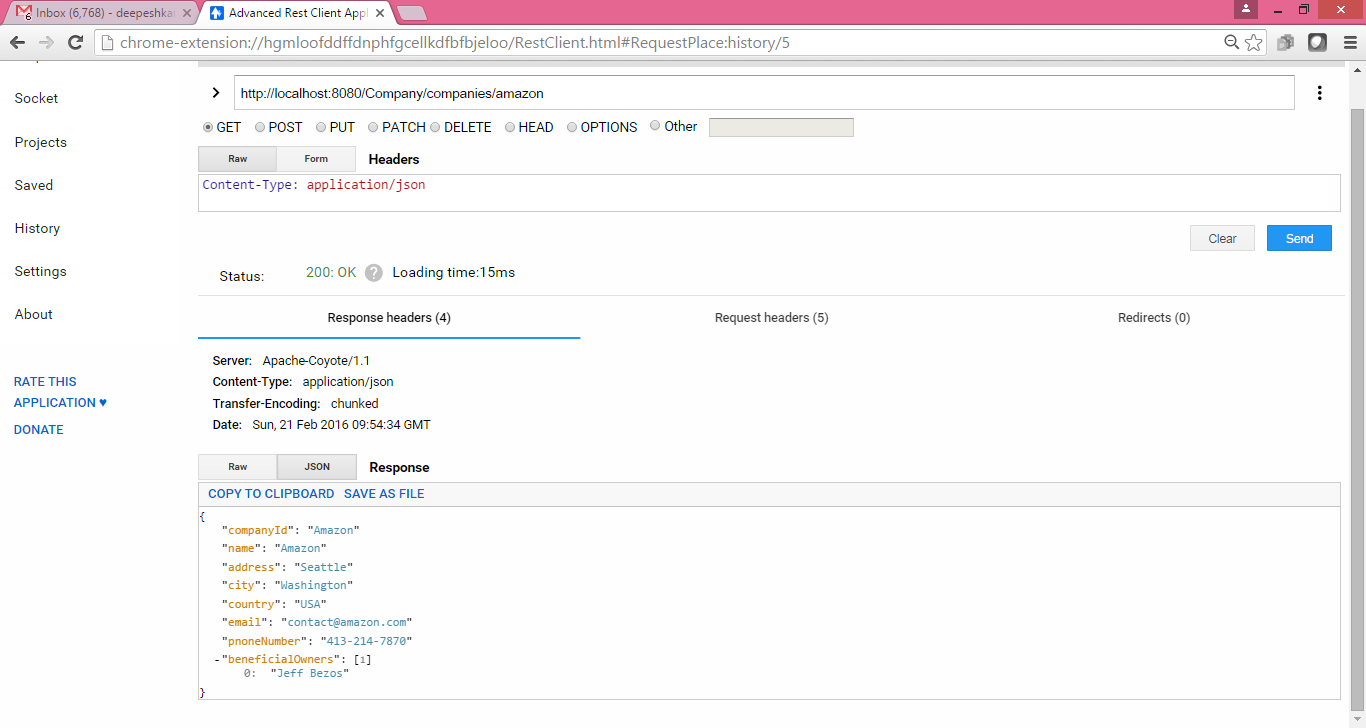 Inbox (6,768) - deepeshkar
Advanced Rest Client Appl
chrome-extension://hgmloofddffdnphfgcellkdfbfbjeloo/RestClient.html#RequestPlace:history/5
Socket
Projects
Saved
History
Settings
About
RATE THIS
APPLICATION ♥
DONATE
http://localhost:8080/Company/companies/amazon
GET POST PUT PATCH DELETE HEAD OPTIONS Other
Raw Form Headers
Content-Type: application/json
Clear Send
Status: 200: OK ? Loading time:15ms
Response headers (4) Request headers (5) Redirects (0)
Server: Apache-Coyote/1.1
Content-Type: application/json
Transfer-Encoding: chunked
Date: Sun, 21 Feb 2016 09:54:34 GMT
Raw JSON Response
COPY TO CLIPBOARD SAVE AS FILE
{
"companyId": "Amazon"
"name": "Amazon"
"address": "Seattle"
"city": "Washington"
"country": "USA"
"email": "contact@amazon.com"
"pnoneNumber": "413-214-7870"
-"beneficialOwners": [1]
0: "Jeff Bezos"
}